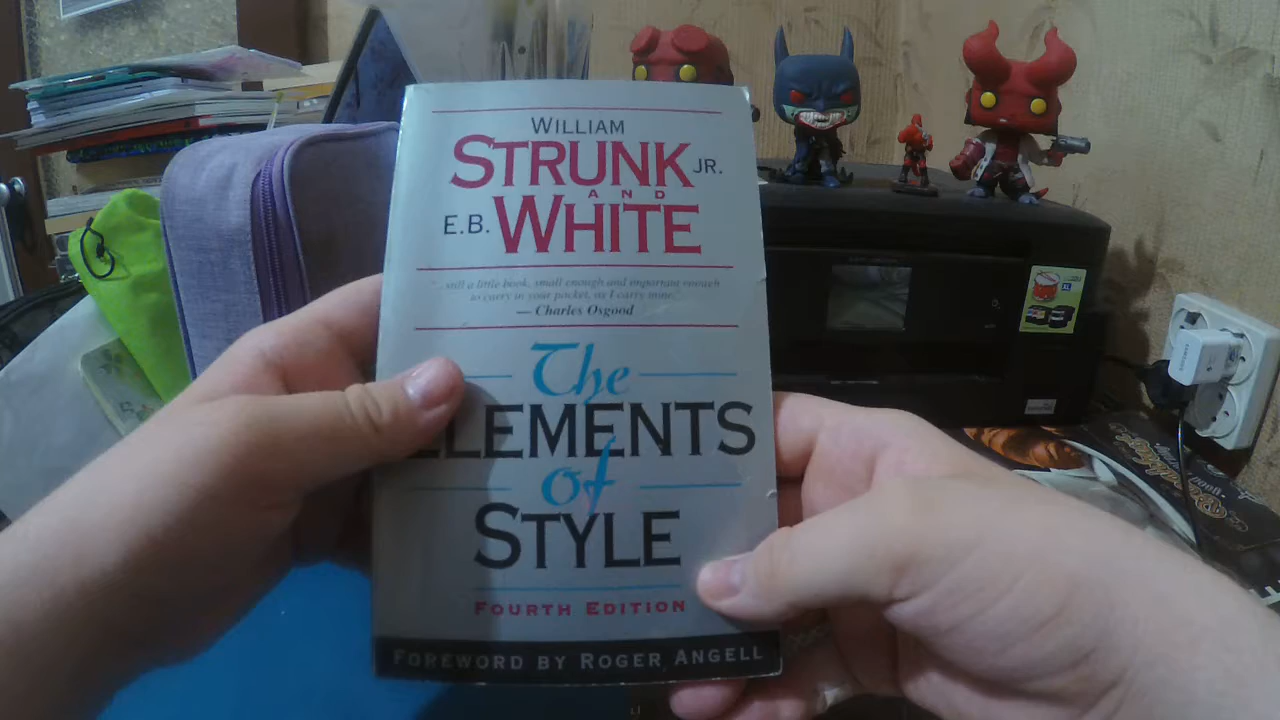 WILLIAM
STRUNK JR.
AND
E.B. WHITE
"...still a little book, small enough and important enough
to carry in your pocket, as I carry mine."
— Charles Osgood
The
ELEMENTS
of
STYLE
FOURTH EDITION
FOREWORD BY ROGER ANGELL